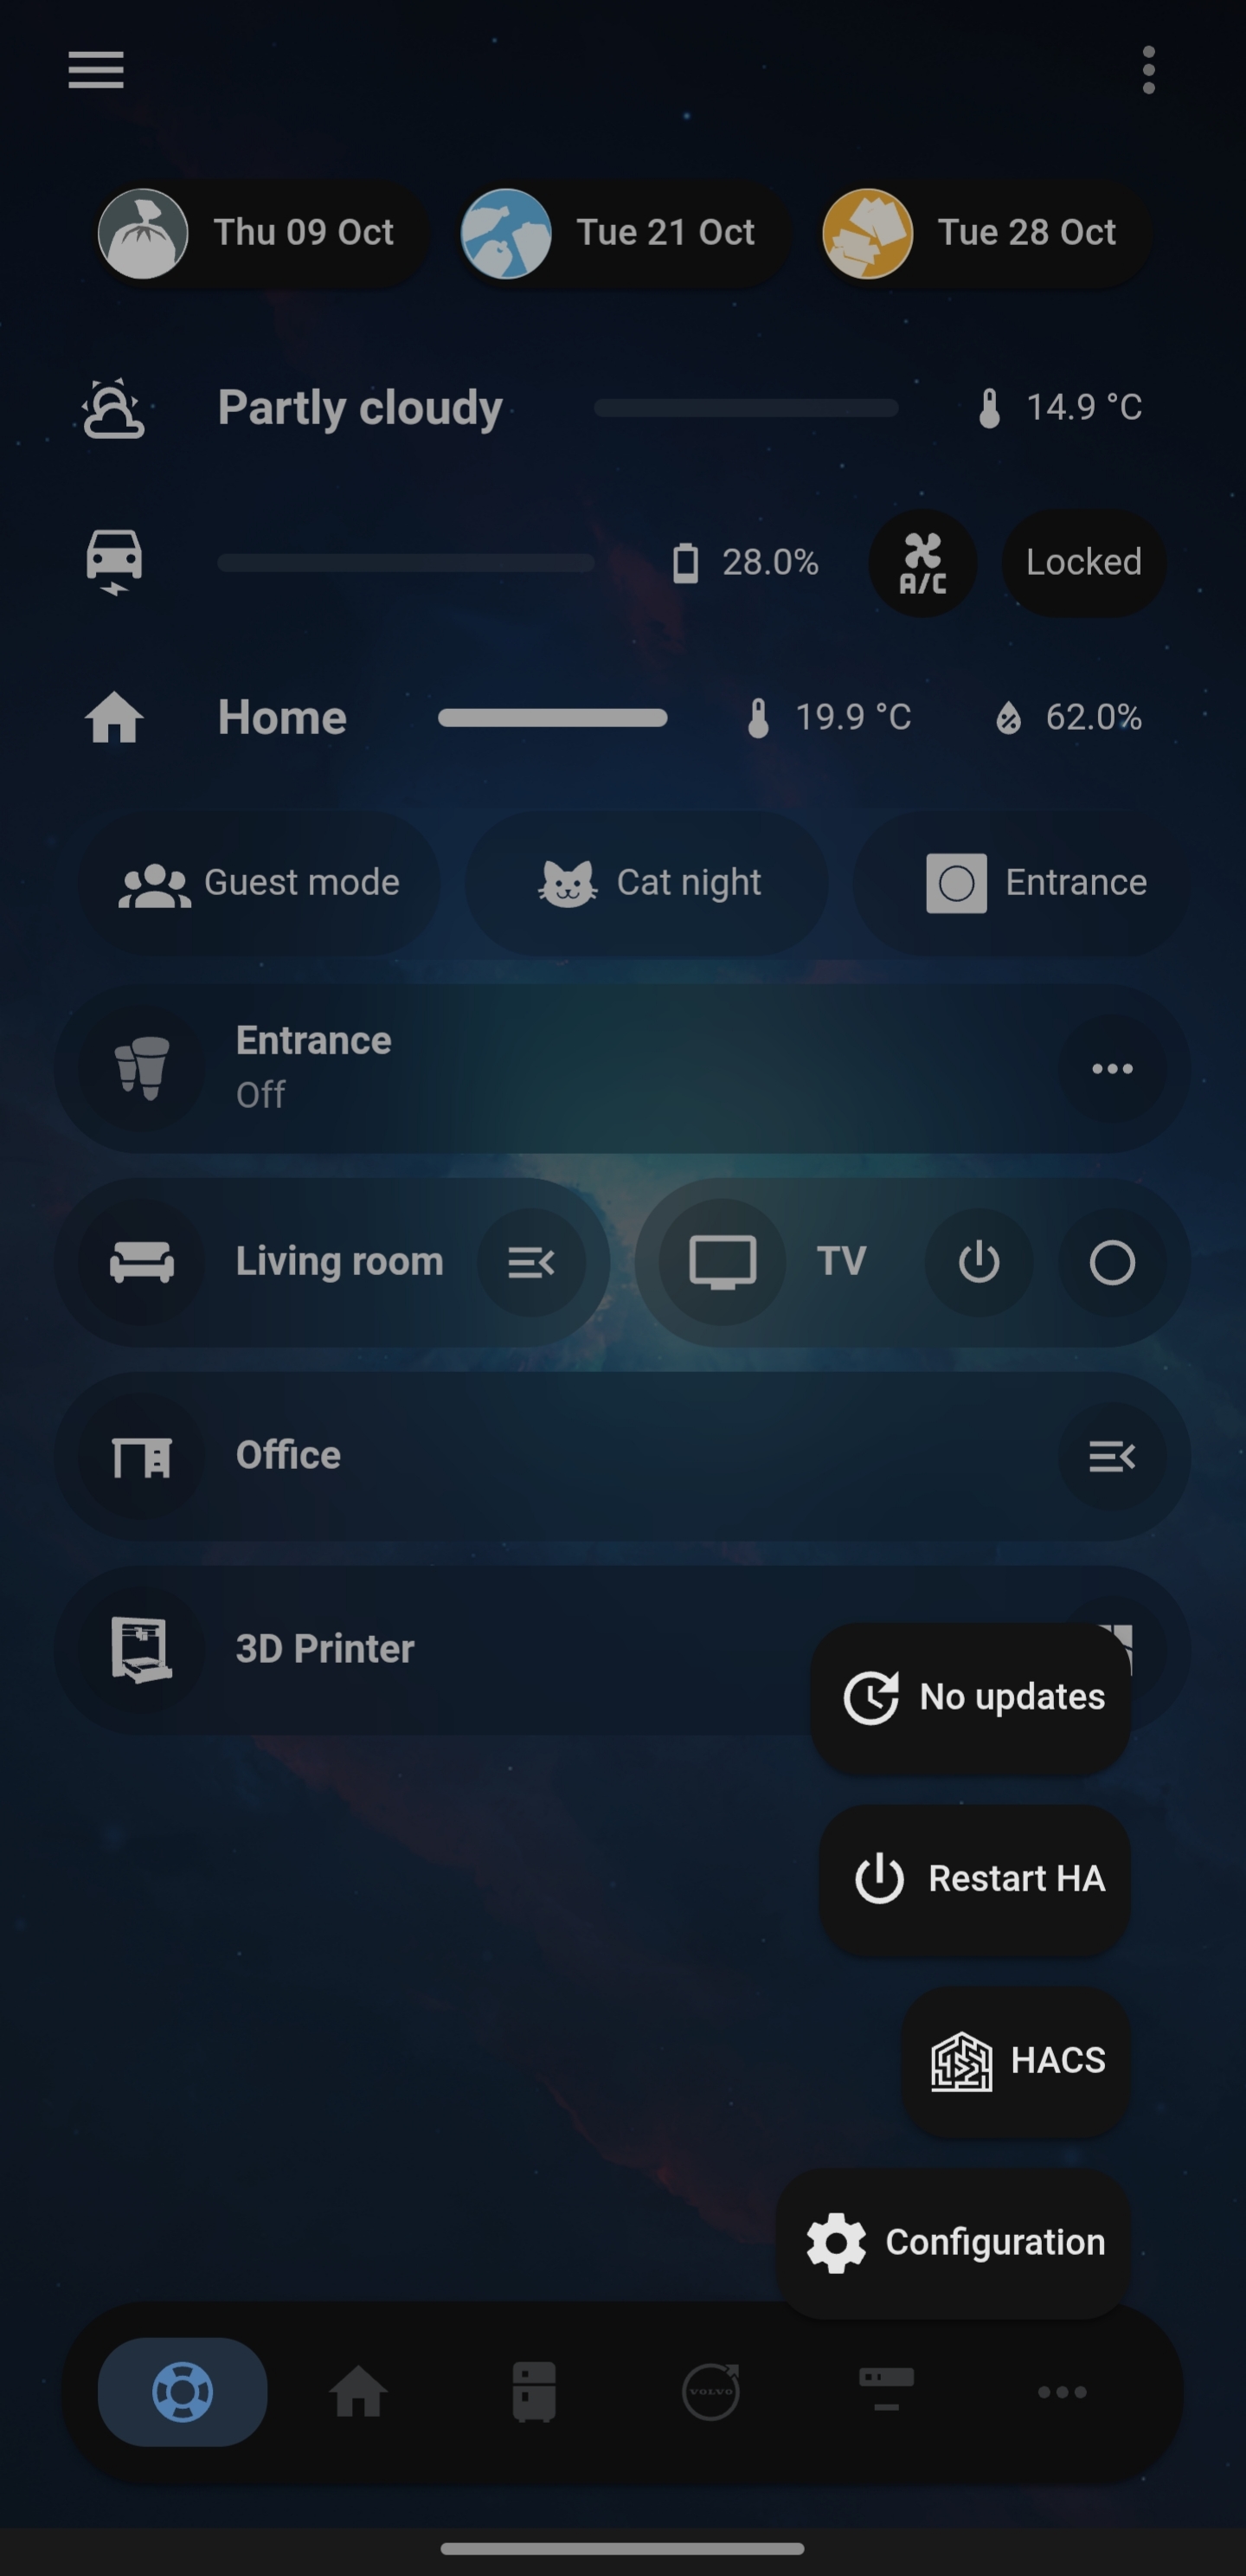 Thu 09 Oct
Tue 21 Oct
Tue 28 Oct
Partly cloudy
14.9 °C
28.0%
A/C
Locked
Home
19.9 °C
62.0%
Guest mode
Cat night
Entrance
Entrance
Off
Living room
TV
Office
3D Printer
No updates
Restart HA
HACS
Configuration
VOLVO